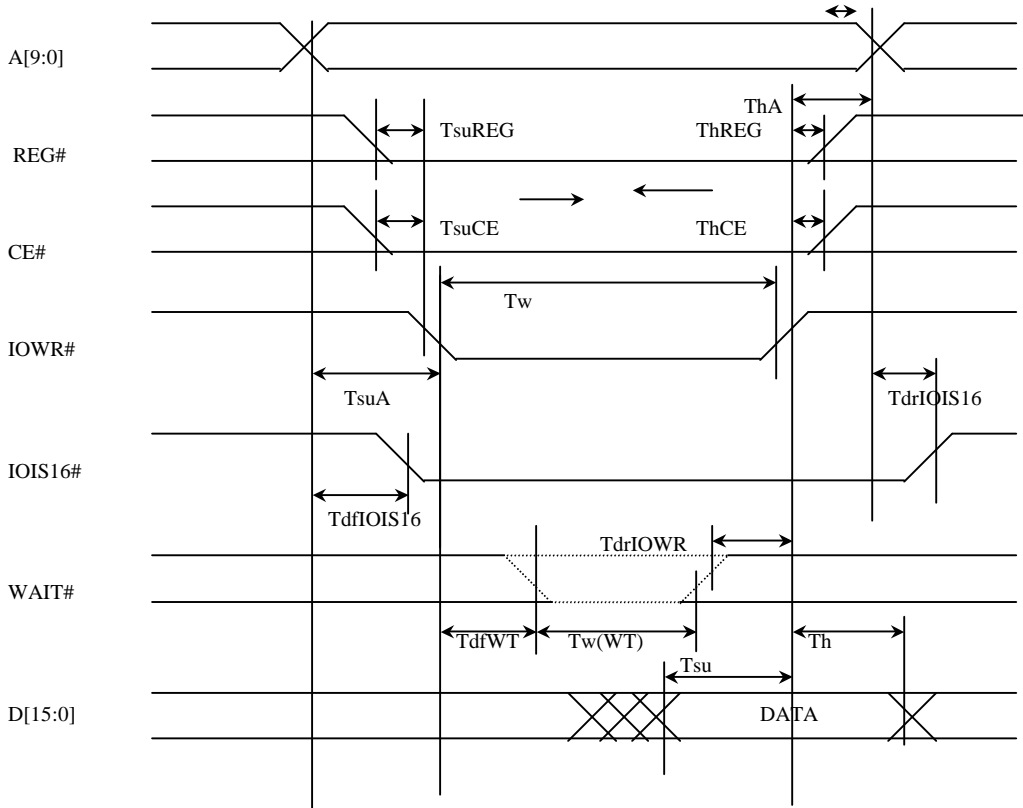 A[9:0]
ThA
TsuREG
ThREG
REG#
TsuCE
ThCE
CE#
Tw
IOWR#
TsuA
TdrIOIS16
IOIS16#
TdfIOIS16
TdrIOWR
WAIT#
TdfWT
Tw(WT)
Th
Tsu
D[15:0]
DATA